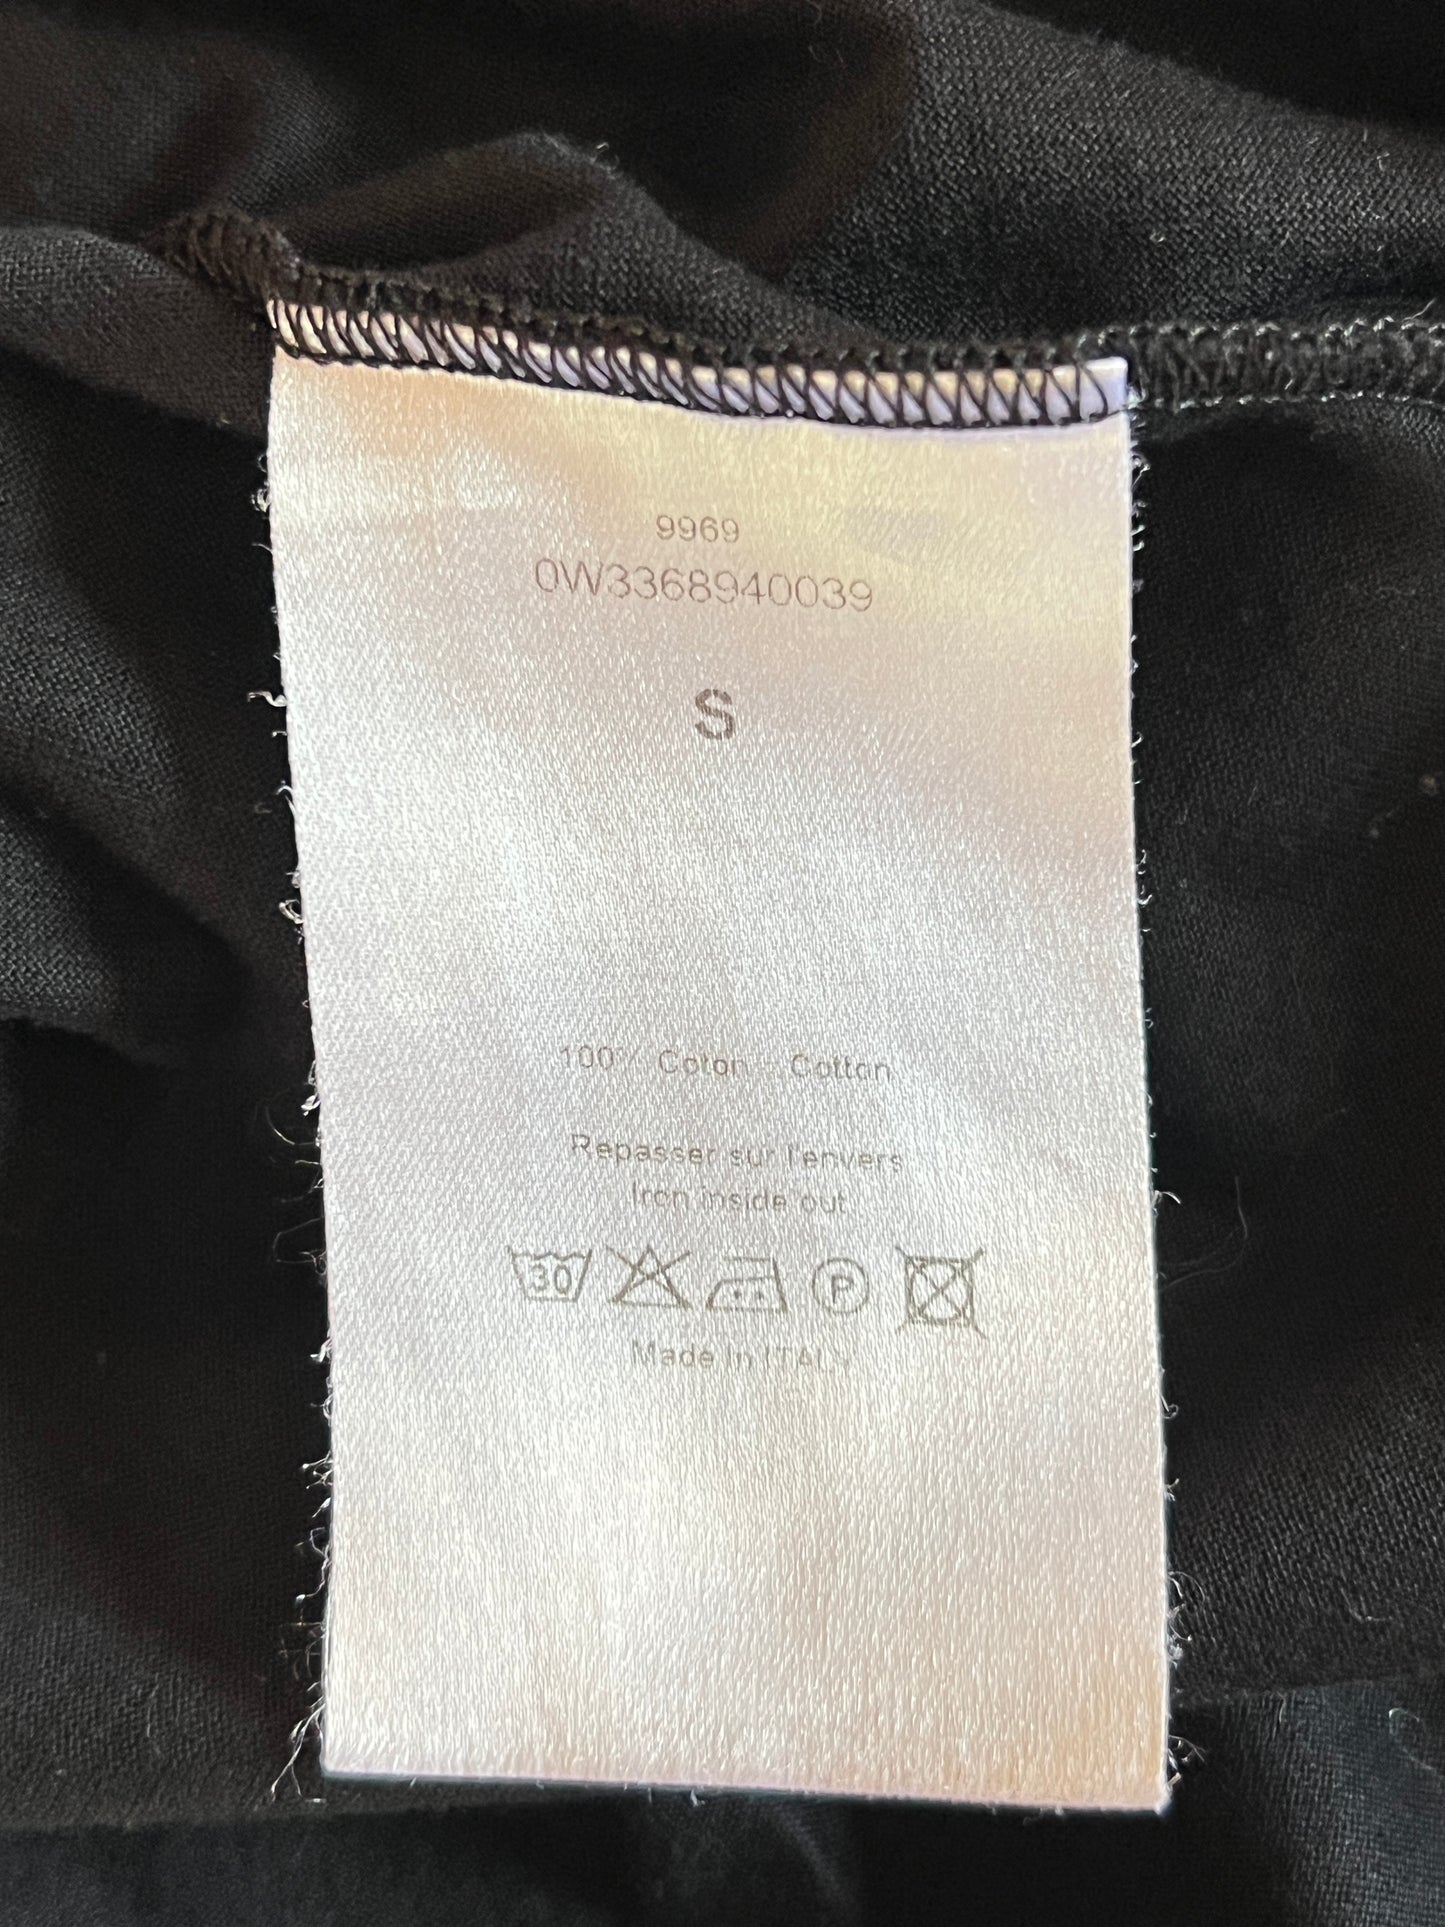 9969
0W3368940039
S
100% Coton - Cotton
Repasser sur l'envers
Iron inside out
30 P
Made in ITALY